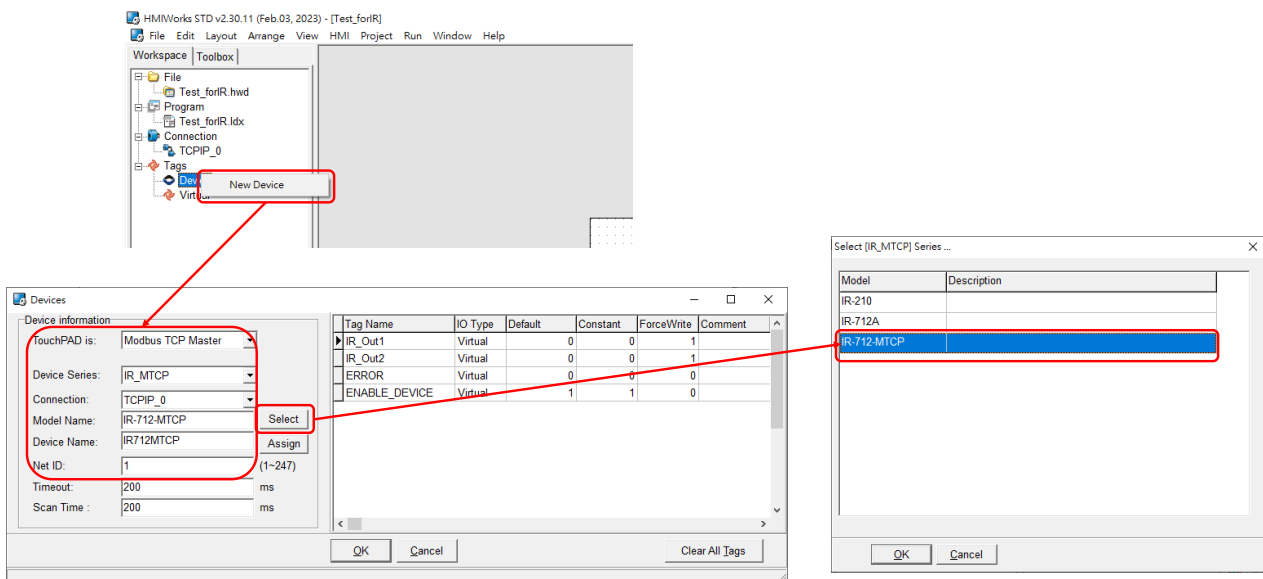 HMIWorks STD v2.30.11 (Feb.03, 2023) - [Test_forIR]
File Edit Layout Arrange View HMI Project Run Window Help
Workspace Toolbox
File
Test_forIR.hwd
Program
Test_forIR.ldx
Connection
TCPIP_0
Tags
New Device
Devices
Device information
TouchPAD is: Modbus TCP Master
Device Series: IR_MTCP
Connection: TCPIP_0
Model Name: IR-712-MTCP Select
Device Name: IR712MTCP Assign
Net ID: 1 (1~247)
Timeout: 200 ms
Scan Time : 200 ms
Tag Name IO Type Default Constant ForceWrite Comment
IR_Out1 Virtual 0 0 1
IR_Out2 Virtual 0 0 1
ERROR Virtual 0 0 0
ENABLE_DEVICE Virtual 1 1 0
OK Cancel Clear All Tags
Select [IR_MTCP] Series ...
Model Description
IR-210
IR-712A
IR-712-MTCP
OK Cancel